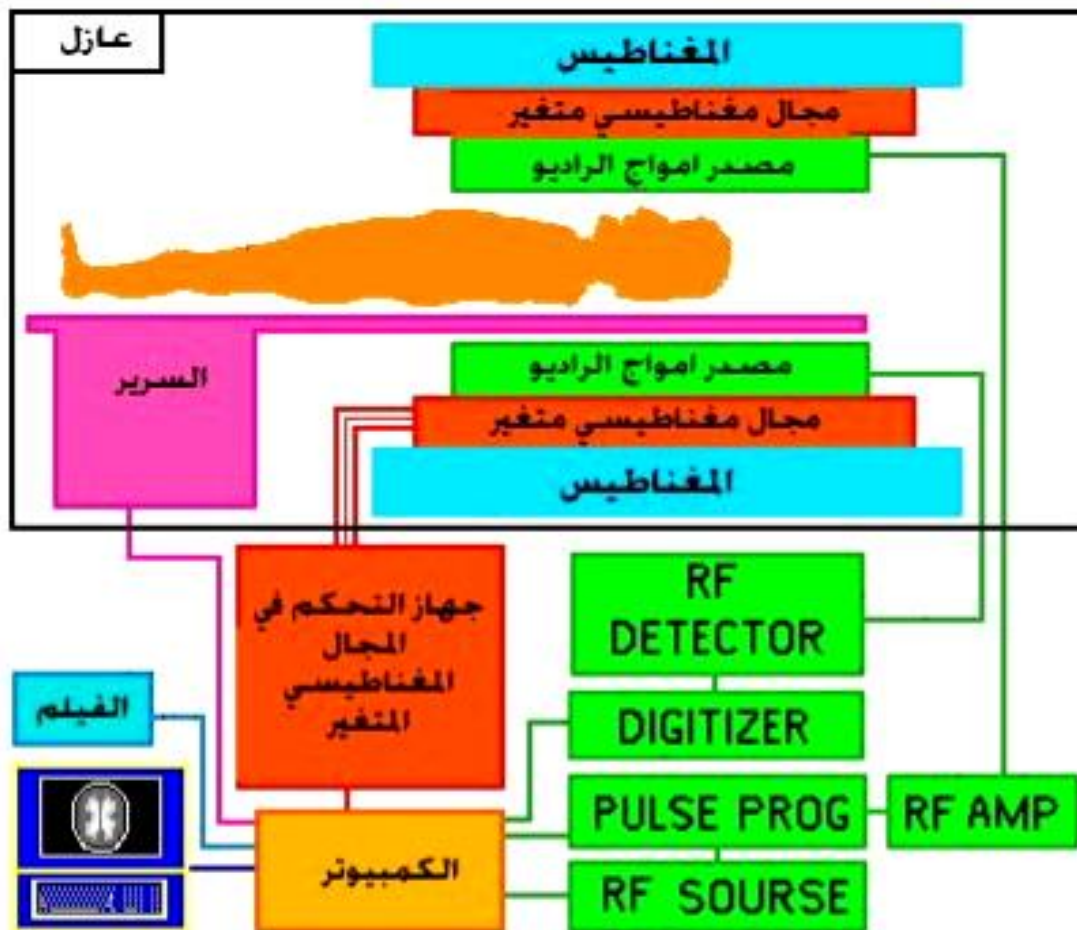 عازل
المغناطيس
مجال مغناطيسي متغير
مصدر امواج الراديو
السرير
مصدر امواج الراديو
مجال مغناطيسي متغير
المغناطيس
جهاز التحكم في
المجال
المغناطيسي
المتغير
RF
DETECTOR
الفيلم
DIGITIZER
PULSE PROG
RF AMP
الكمبيوتر
RF SOURSE